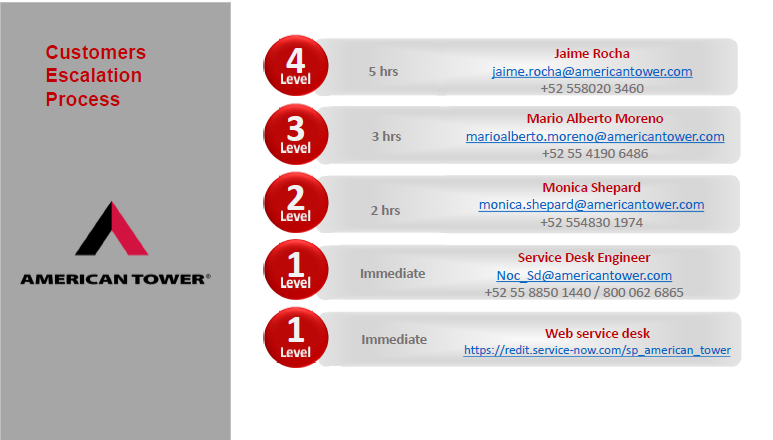 Customers
Escalation
Process
AMERICAN TOWER®
4
Level
5 hrs
Jaime Rocha
jaime.rocha@americantower.com
+52 558020 3460
3
Level
3 hrs
Mario Alberto Moreno
marioalberto.moreno@americantower.com
+52 55 4190 6486
2
Level
2 hrs
Monica Shepard
monica.shepard@americantower.com
+52 554830 1974
1
Level
Immediate
Service Desk Engineer
Noc_Sd@americantower.com
+52 55 8850 1440 / 800 062 6865
1
Level
Immediate
Web service desk
https://redit.service-now.com/sp_american_tower